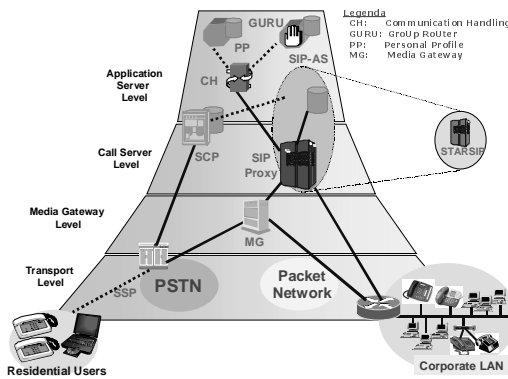 Legenda
CH: Communication Handling
GURU: GroUp RoUter
PP: Personal Profile
MG: Media Gateway
GURU
PP
SIP-AS
CH
Application
Server
Level
Call Server
Level
SCP
SIP
Proxy
STARSIP
Media Gateway
Level
MG
Transport
Level
SSP
PSTN
Packet
Network
Residential Users
Corporate LAN